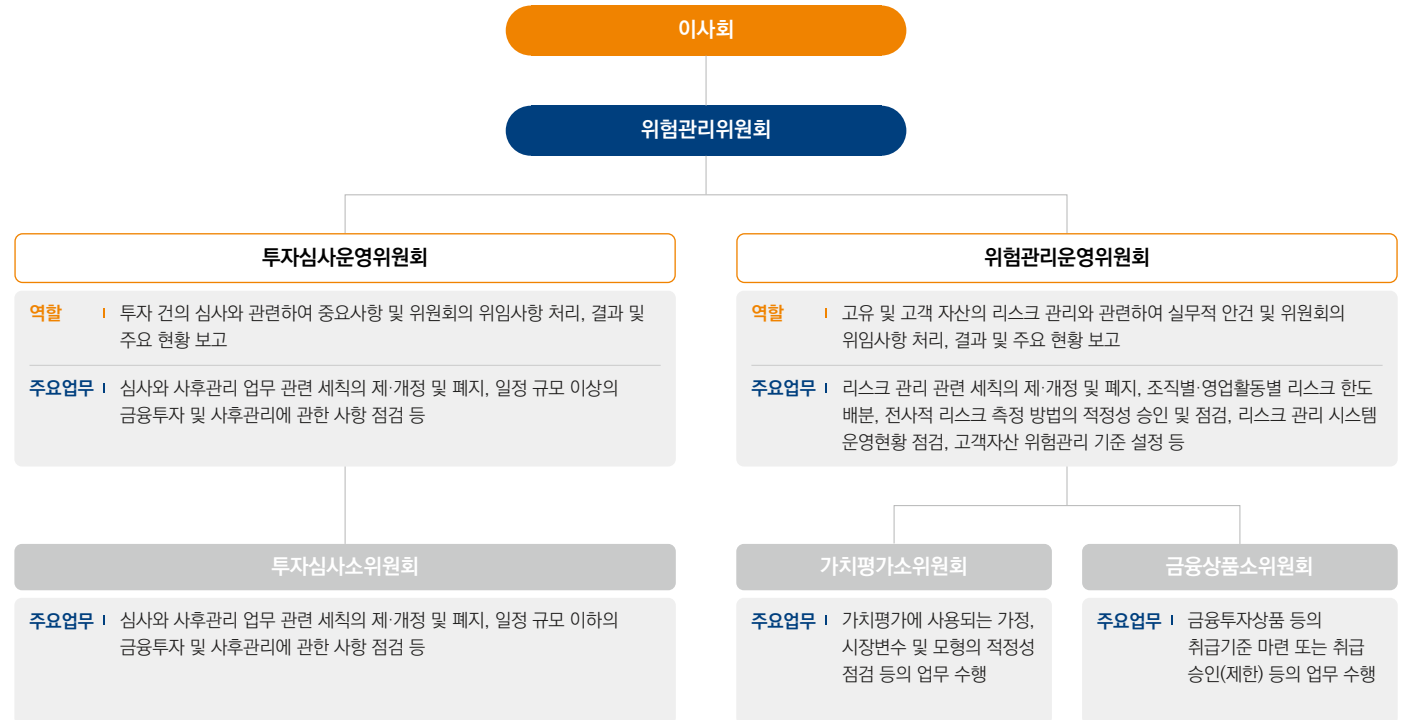 이사회
위험관리위원회
투자심사운영위원회
역할
투자 건의 심사와 관련하여 중요사항 및 위원회의 위임사항 처리, 결과 및
주요 현황 보고
주요업무
심사와 사후관리 업무 관련 세칙의 제·개정 및 폐지, 일정 규모 이상의
금융투자 및 사후관리에 관한 사항 점검 등
위험관리운영위원회
역할
고유 및 고객 자산의 리스크 관리와 관련하여 실무적 안건 및 위원회의
위임사항 처리, 결과 및 주요 현황 보고
주요업무
리스크 관리 관련 세칙의 제·개정 및 폐지, 조직별·영업활동별 리스크 한도
배분, 전사적 리스크 측정 방법의 적정성 승인 및 점검, 리스크 관리 시스템
운영현황 점검, 고객자산 위험관리 기준 설정 등
투자심사소위원회
주요업무
심사와 사후관리 업무 관련 세칙의 제·개정 및 폐지, 일정 규모 이하의
금융투자 및 사후관리에 관한 사항 점검 등
가치평가소위원회
주요업무
가치평가에 사용되는 가정,
시장변수 및 모형의 적정성
점검 등의 업무 수행
금융상품소위원회
주요업무
금융투자상품 등의
취급기준 마련 또는 취급
승인(제한) 등의 업무 수행